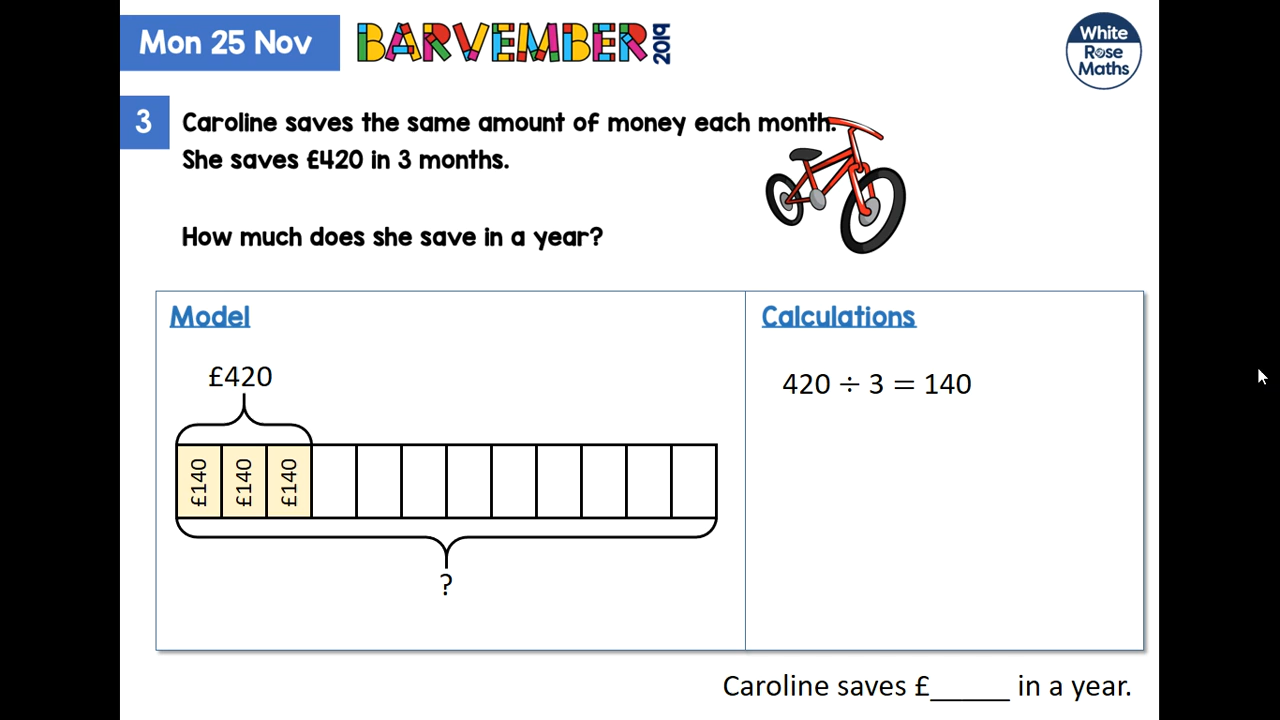 Mon 25 Nov
BARVEMBER 2019
White
Rose
Maths
3
Caroline saves the same amount of money each month.
She saves £420 in 3 months.
How much does she save in a year?
Model
£420
£140 £140 £140
?
Calculations
420 ÷ 3 = 140
Caroline saves £_____ in a year.